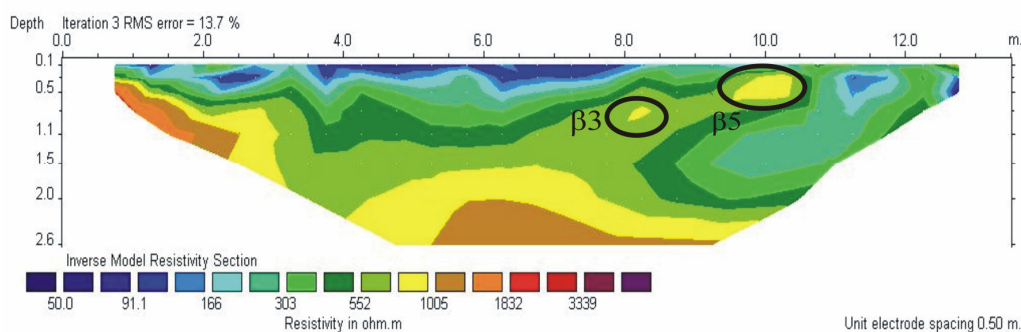 Depth Iteration 3 RMS error = 13.7 %
0.0 2.0 4.0 6.0 8.0 10.0 12.0 m.
0.1
0.5
1.1
1.5
2.0
2.6
β3
β5
Inverse Model Resistivity Section
50.0 91.1 166 303 552 1005 1832 3339
Resistivity in ohm.m
Unit electrode spacing 0.50 m.